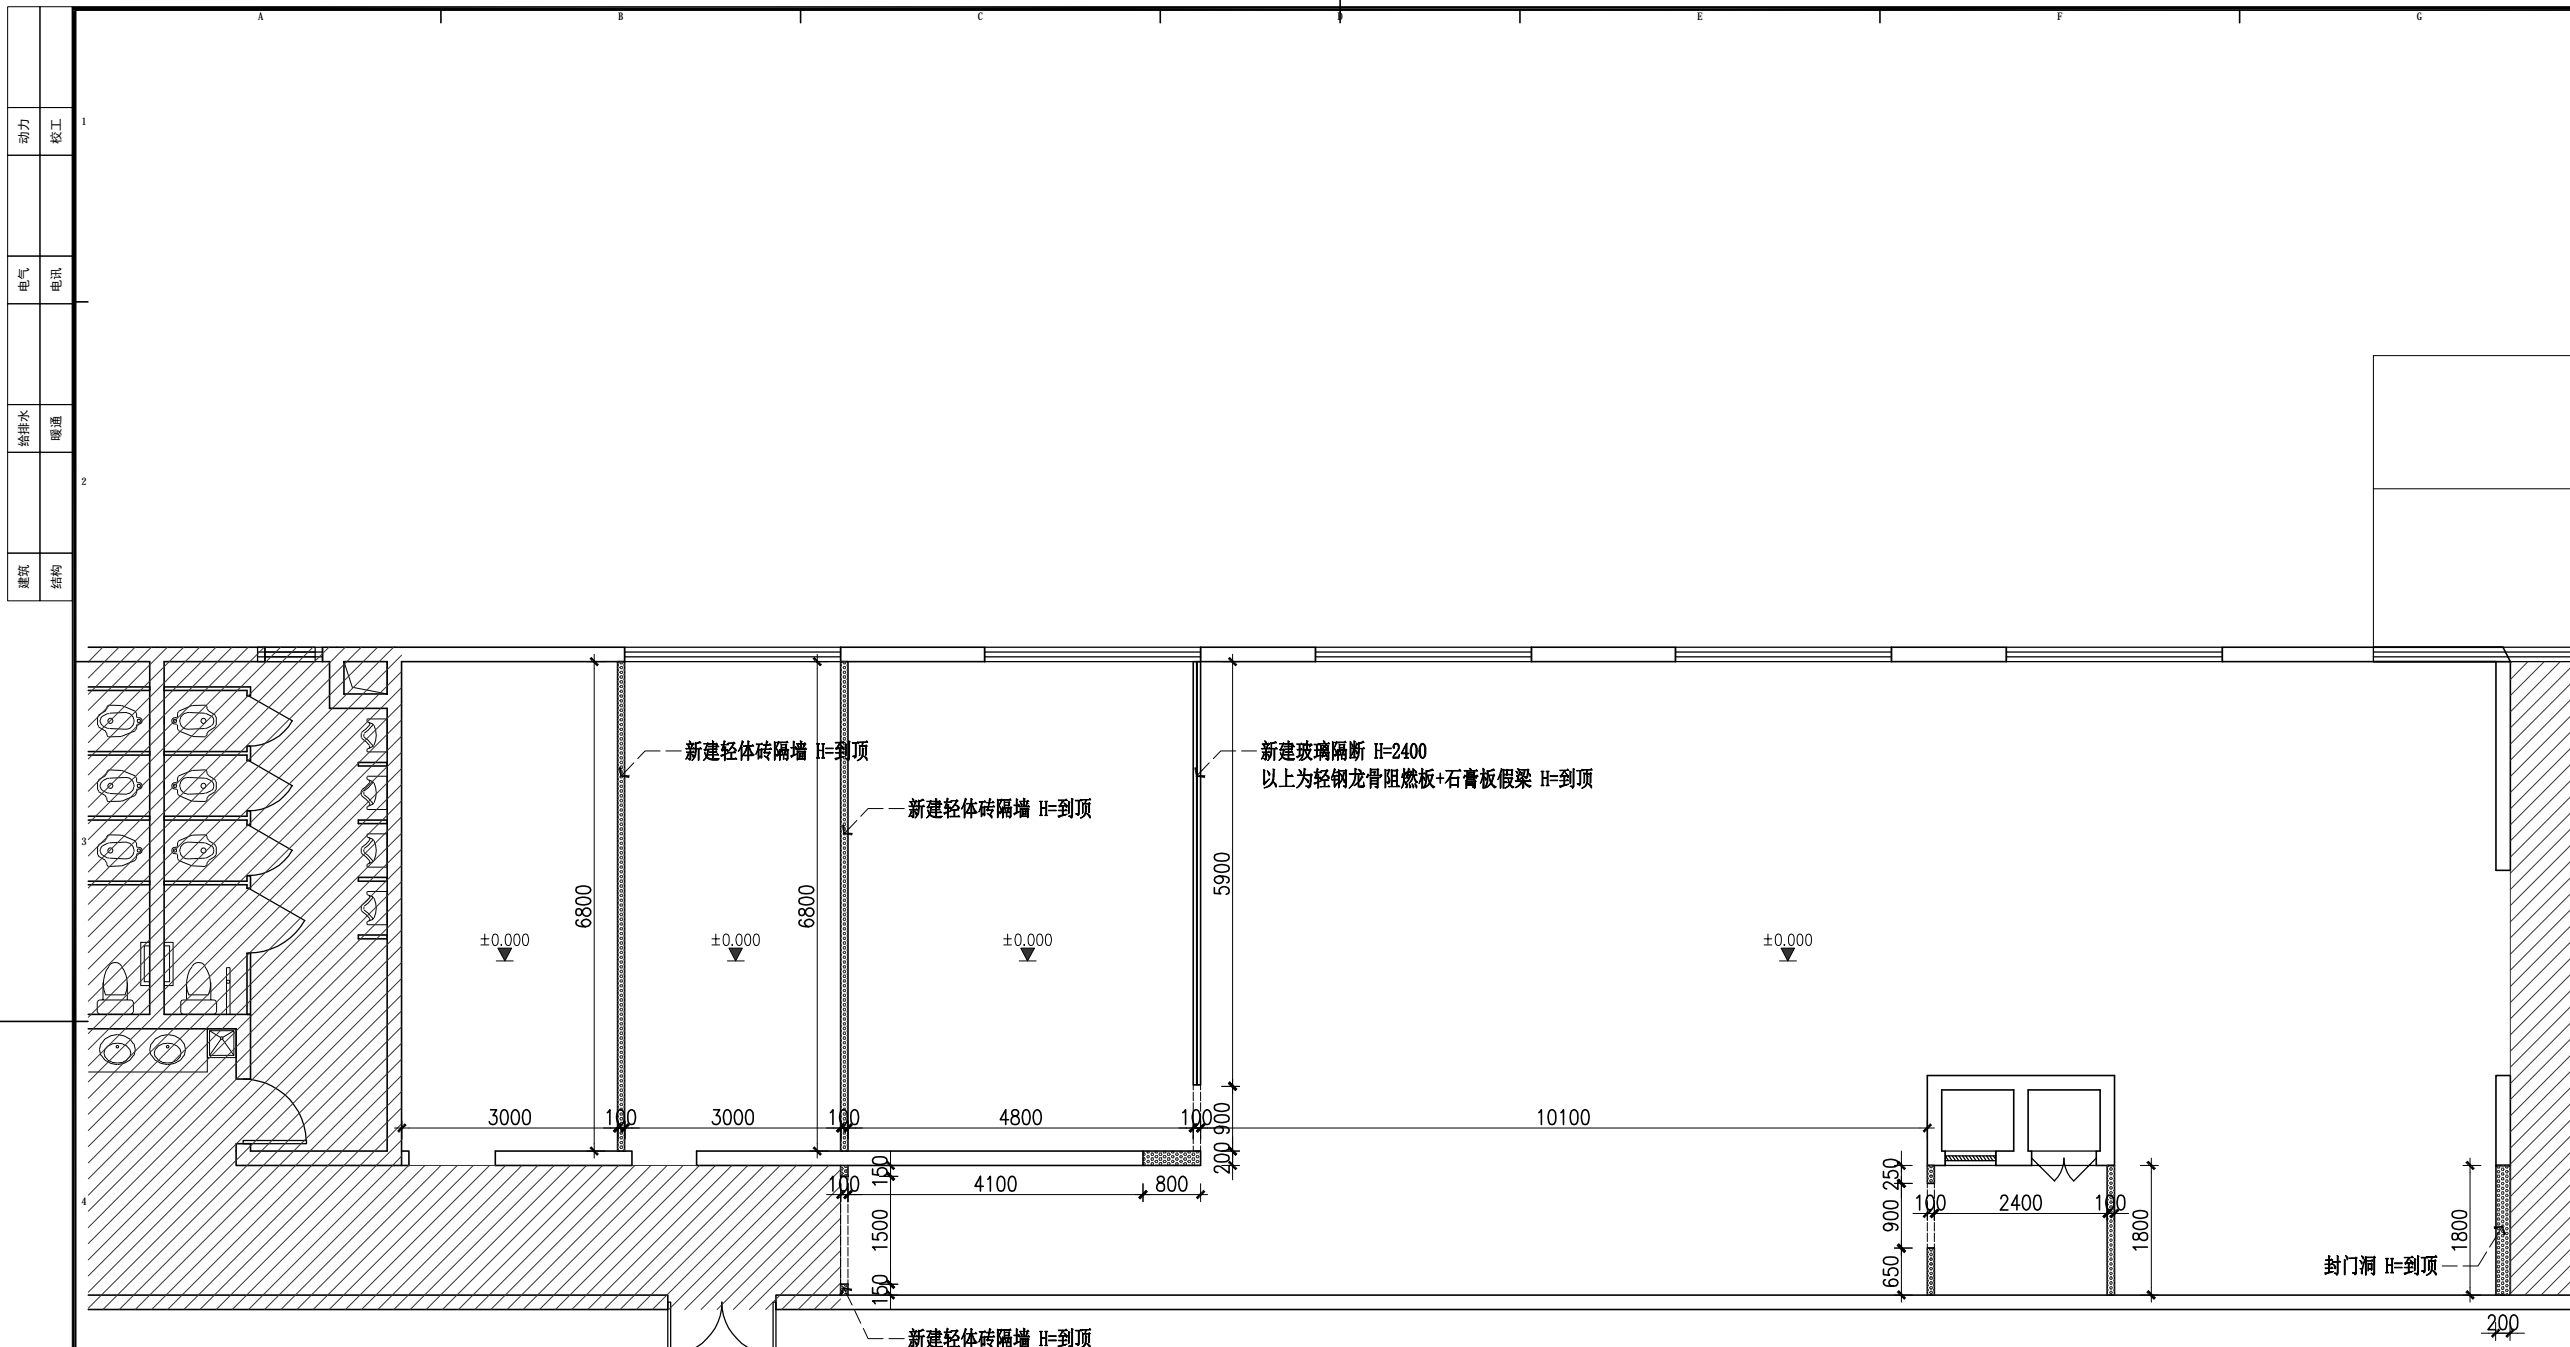 A B C D E F G
1
动力 校工
电气 电讯
给排水 暖通
2
建筑 结构
新建轻体砖隔墙 H=到顶
新建玻璃隔断 H=2400
以上为轻钢龙骨阻燃板+石膏板假梁 H=到顶
新建轻体砖隔墙 H=到顶
3
6800 6800 5900
±0.000 ±0.000 ±0.000 ±0.000
3000 100 3000 100 4800 100 900 10100
200
150
100 4100 800
250
4
100 2400 100
1500
900
1800
1800
封门洞 H=到顶
650
150
200
新建轻体砖隔墙 H=到顶